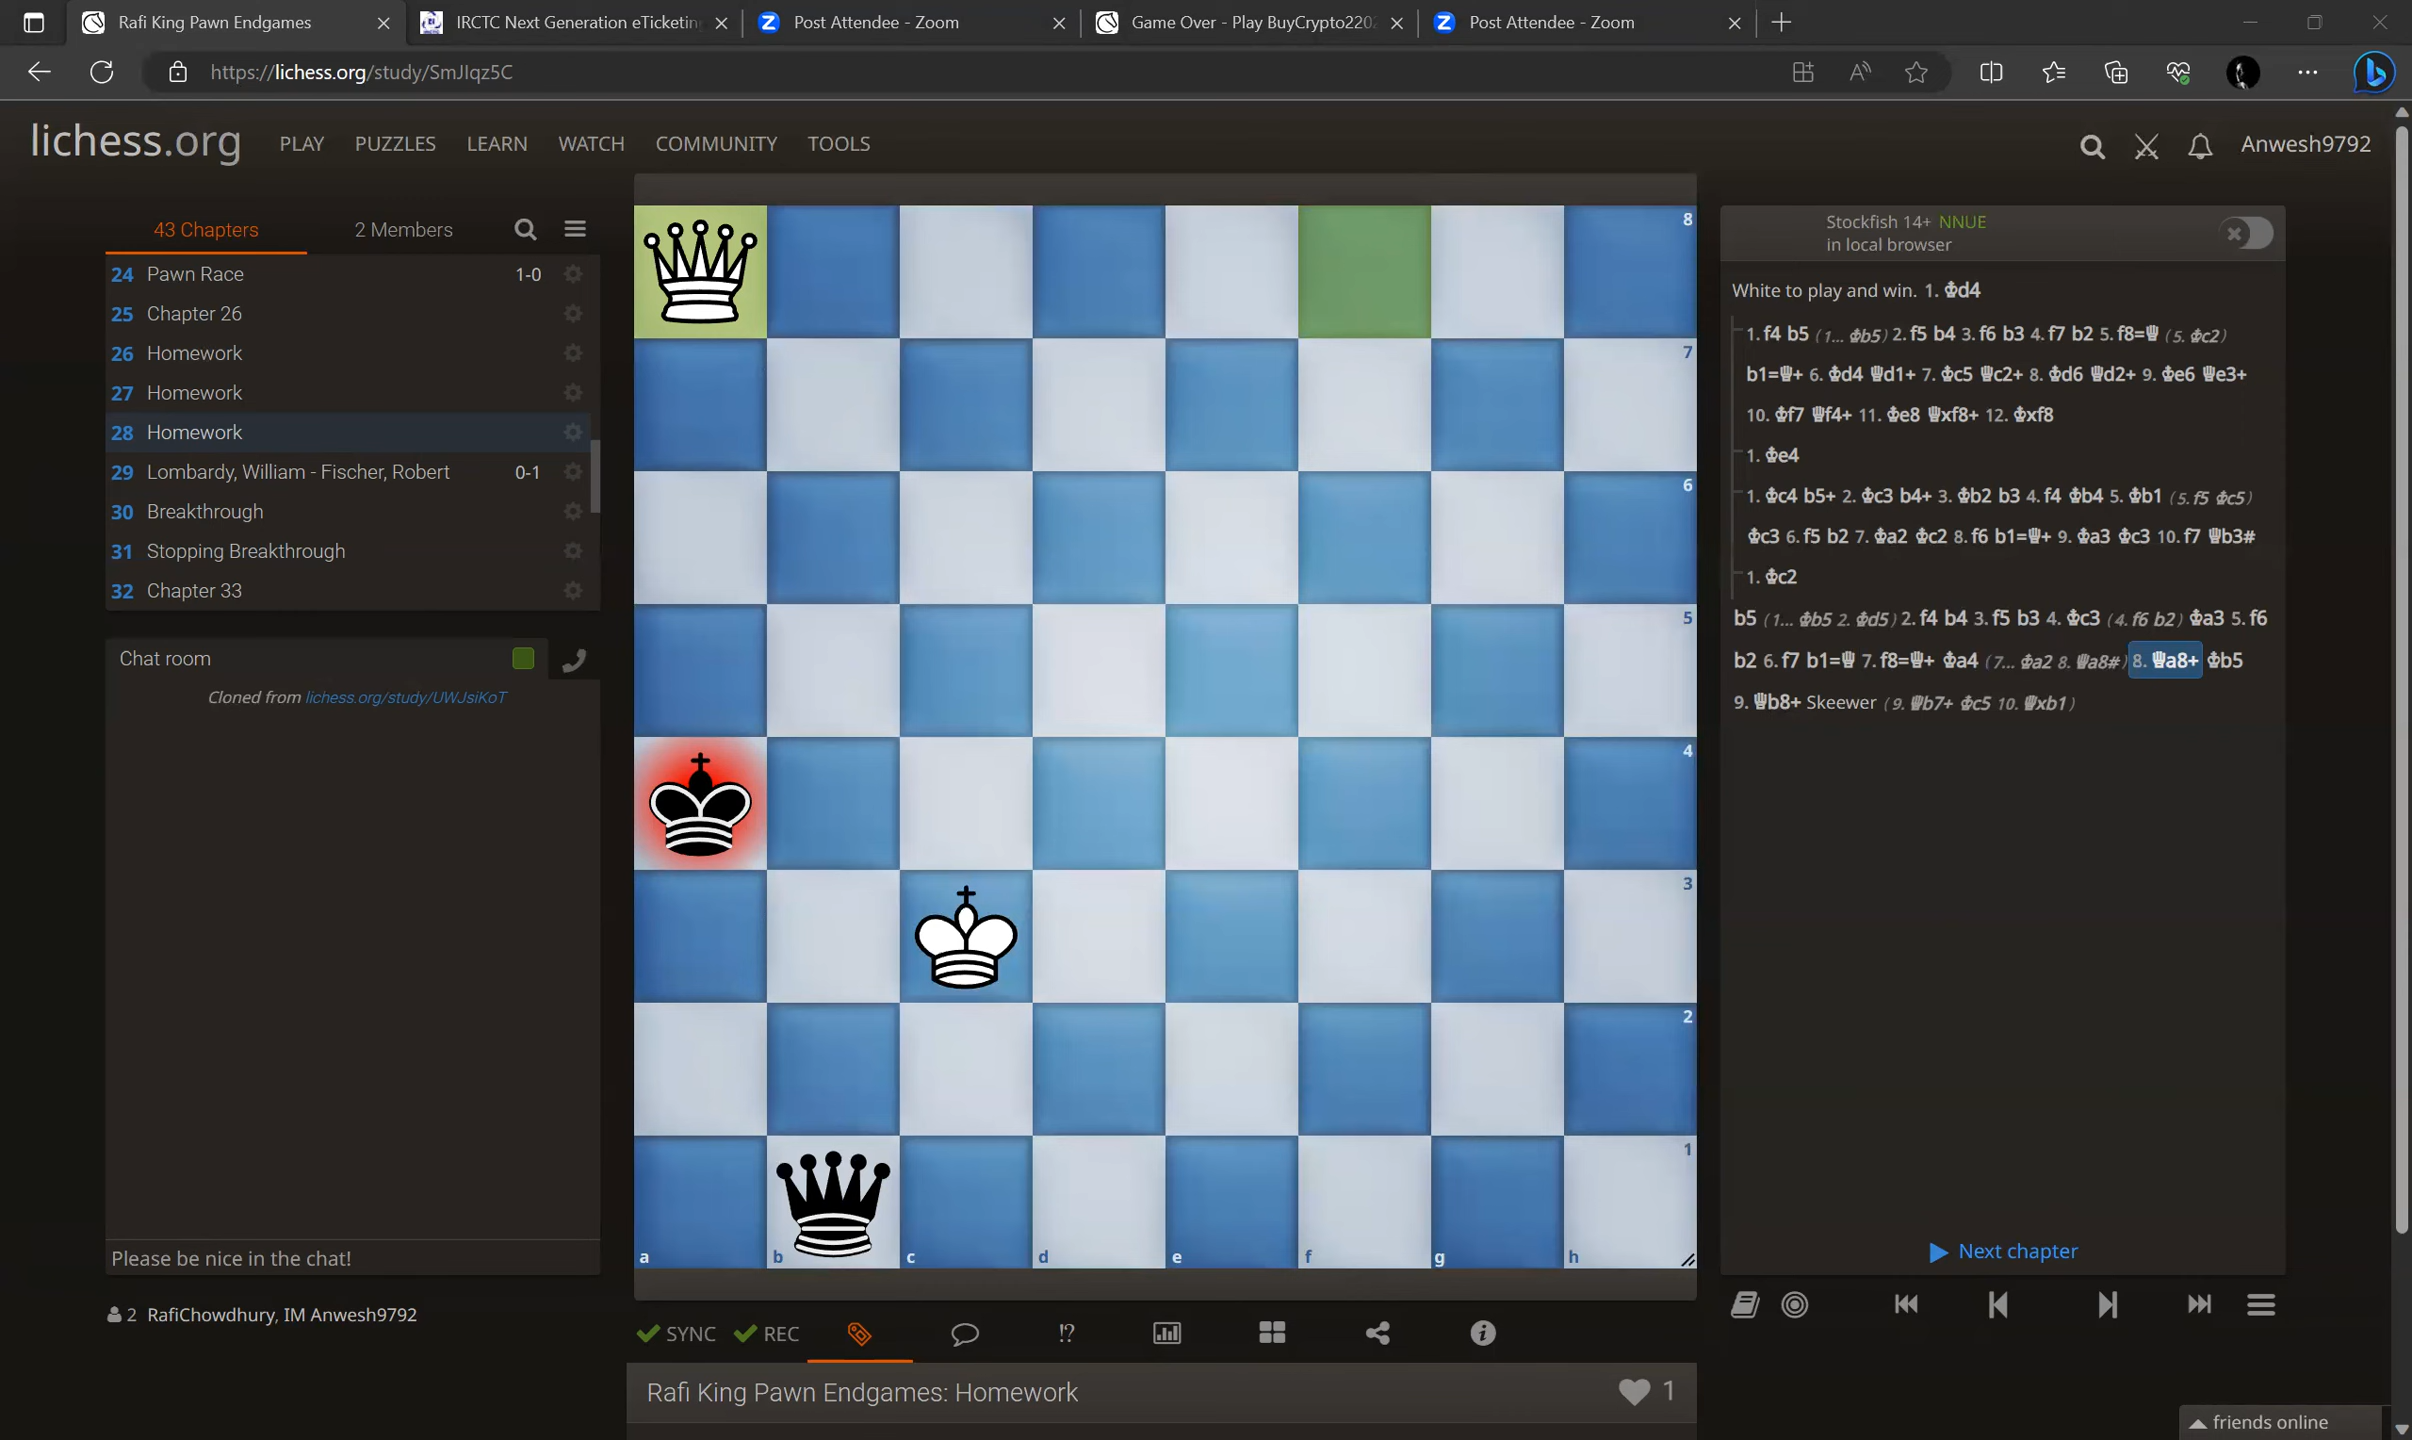 Rafi King Pawn Endgames
IRCTC Next Generation eTicketin
Post Attendee - Zoom
Game Over - Play BuyCrypto220
Post Attendee - Zoom
https://lichess.org/study/SmJIqz5C
lichess.org PLAY PUZZLES LEARN WATCH COMMUNITY TOOLS Anwesh9792
43 Chapters 2 Members
24 Pawn Race 1-0
25 Chapter 26
26 Homework
27 Homework
28 Homework
29 Lombardy, William - Fischer, Robert 0-1
30 Breakthrough
31 Stopping Breakthrough
32 Chapter 33
Chat room
Cloned from lichess.org/study/UWJsiKoT
Please be nice in the chat!
2 RafiChowdhury, IM Anwesh9792
8
7
6
5
4
3
2
1
a b c d e f g h
SYNC REC !?
Rafi King Pawn Endgames: Homework 1
Stockfish 14+ NNUE
in local browser
White to play and win. 1. ♔d4
1. f4 b5 (1... ♔b5) 2. f5 b4 3. f6 b3 4. f7 b2 5. f8=♕ (5. ♔c2)
b1=♕+ 6. ♔d4 ♕d1+ 7. ♔c5 ♕c2+ 8. ♔d6 ♕d2+ 9. ♔e6 ♕e3+
10. ♔f7 ♕f4+ 11. ♔e8 ♕xf8+ 12. ♔xf8
1. ♔e4
1. ♔c4 b5+ 2. ♔c3 b4+ 3. ♔b2 b3 4. f4 ♔b4 5. ♔b1 (5. f5 ♔c5)
♔c3 6. f5 b2 7. ♔a2 ♔c2 8. f6 b1=♕+ 9. ♔a3 ♔c3 10. f7 ♕b3#
1. ♔c2
b5 (1... ♔b5 2. ♔d5) 2. f4 b4 3. f5 b3 4. ♔c3 (4. f6 b2) ♔a3 5. f6
b2 6. f7 b1=♕ 7. f8=♕+ ♔a4 (7... ♔a2 8. ♕a8#) 8. ♕a8+ ♔b5
9. ♕b8+ Skeewer (9. ♕b7+ ♔c5 10. ♕xb1)
Next chapter
friends online